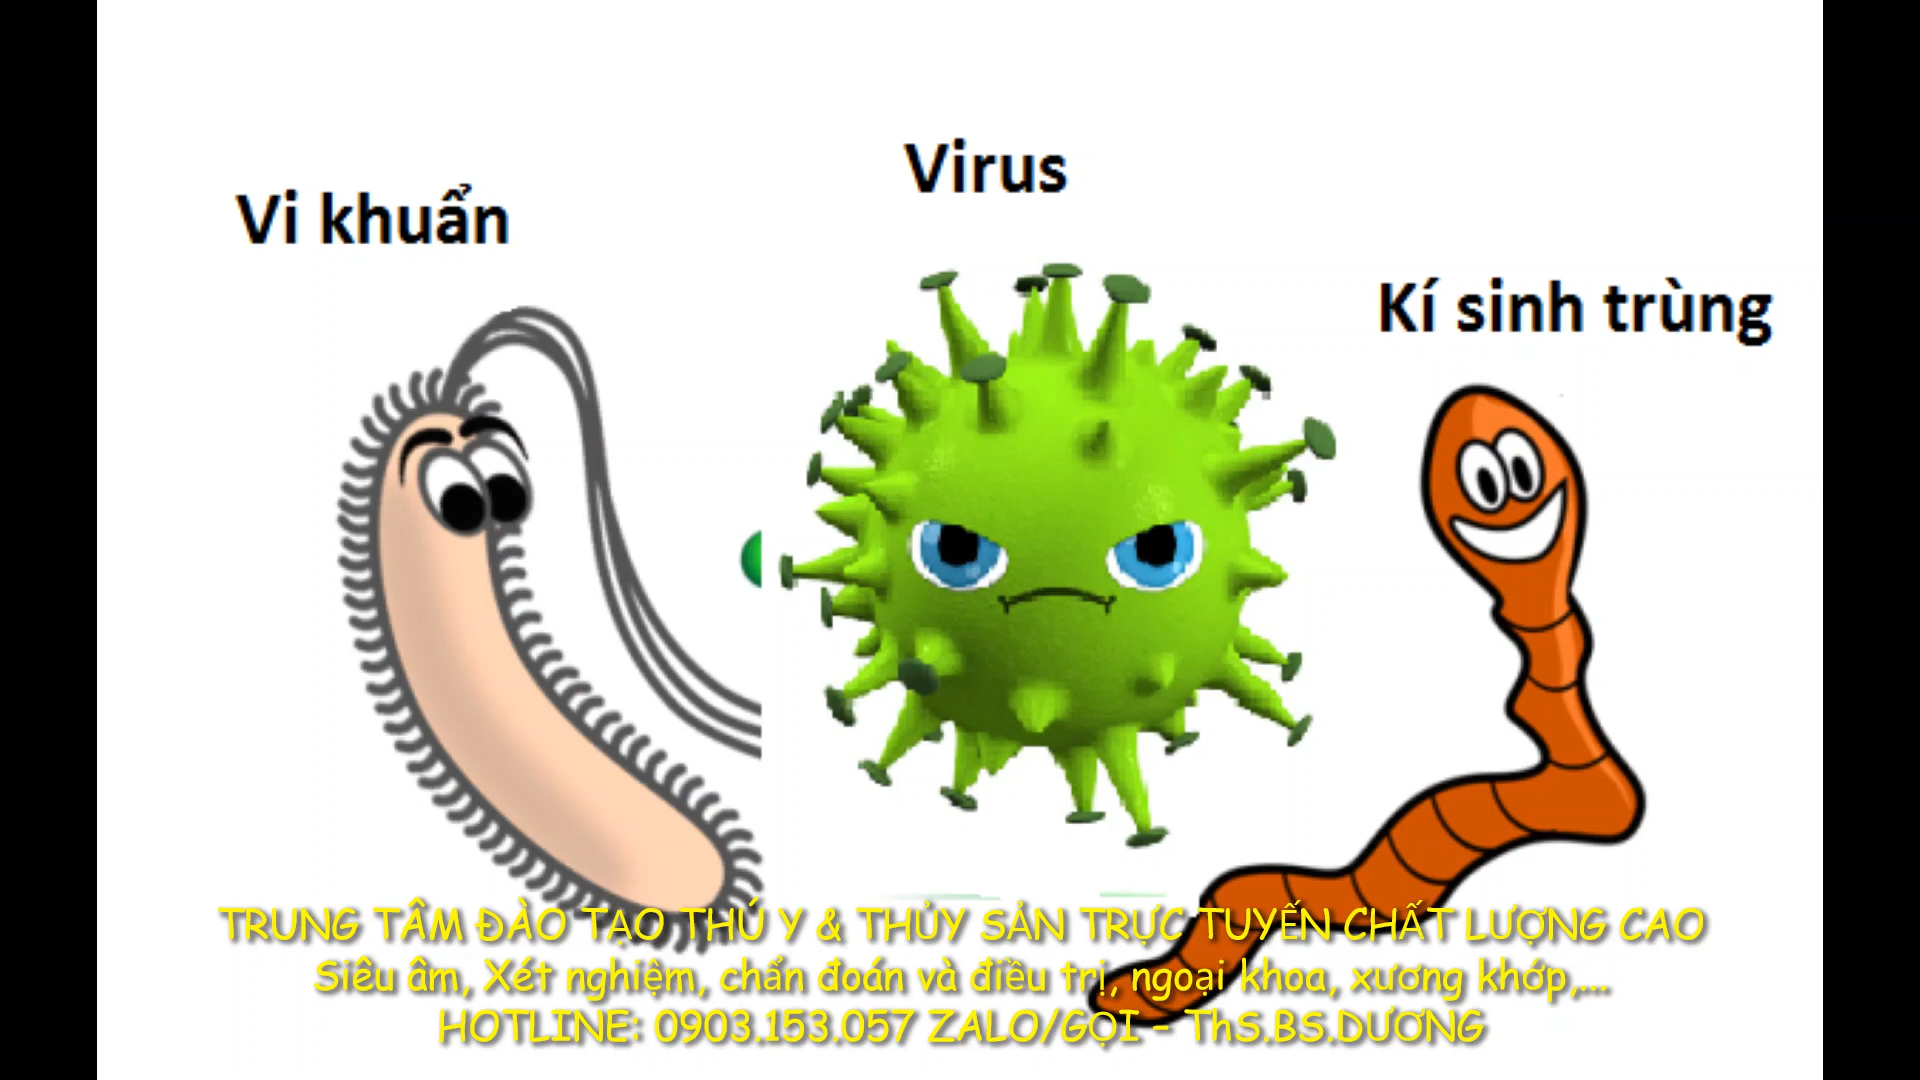 Virus
Vi khuẩn
Kí sinh trùng
TRUNG TÂM ĐÀO TẠO THÚ Y & THỦY SẢN TRỰC TUYẾN CHẤT LƯỢNG CAO
Siêu âm, Xét nghiệm, chẩn đoán và điều trị, ngoại khoa, xương khớp,...
HOTLINE: 0903.153.057 ZALO/GỌI – ThS.BS.DƯƠNG